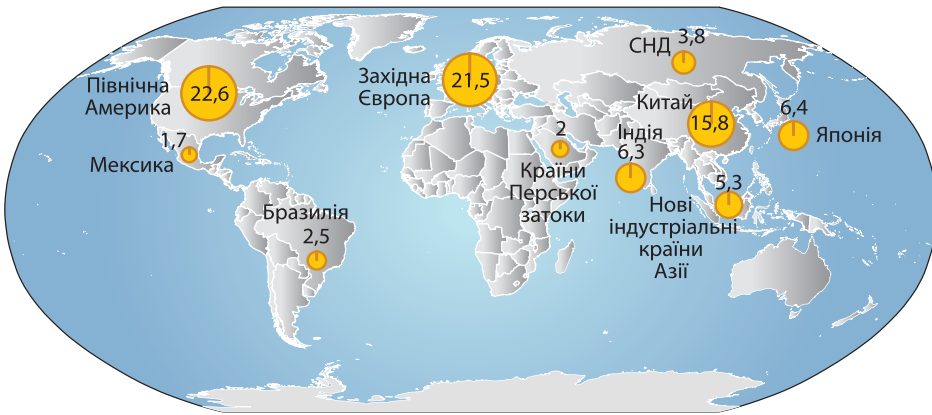 Північна
Америка
22,6
1,7
Мексика
Бразилія
2,5
Західна
Європа
21,5
СНД
3,8
Китай
15,8
6,4
Японія
Індія
6,3
2
Країни
Перської
затоки
5,3
Нові
індустріальні
країни
Азії